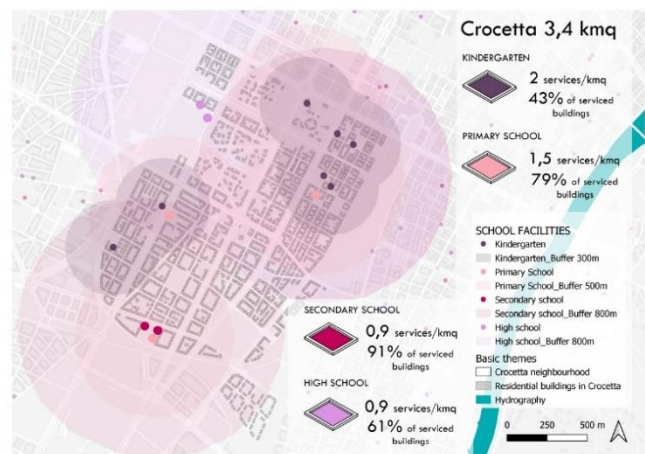 Crocetta 3,4 kmq
KINDERGARTEN
2 services/kmq
43% of serviced
buildings
PRIMARY SCHOOL
1,5 services/kmq
79% of serviced
buildings
SCHOOL FACILITIES
Kindergarten
Kindergarten_Buffer 300m
Primary School
Primary School_Buffer 500m
Secondary school
Secondary school_Buffer 800m
High school
High school_Buffer 800m
Basic themes
Crocetta neighbourhood
Residential buildings in Crocetta
Hydrography
0 250 500 m
SECONDARY SCHOOL
0,9 services/kmq
91% of serviced
buildings
HIGH SCHOOL
0,9 services/kmq
61% of serviced
buildings